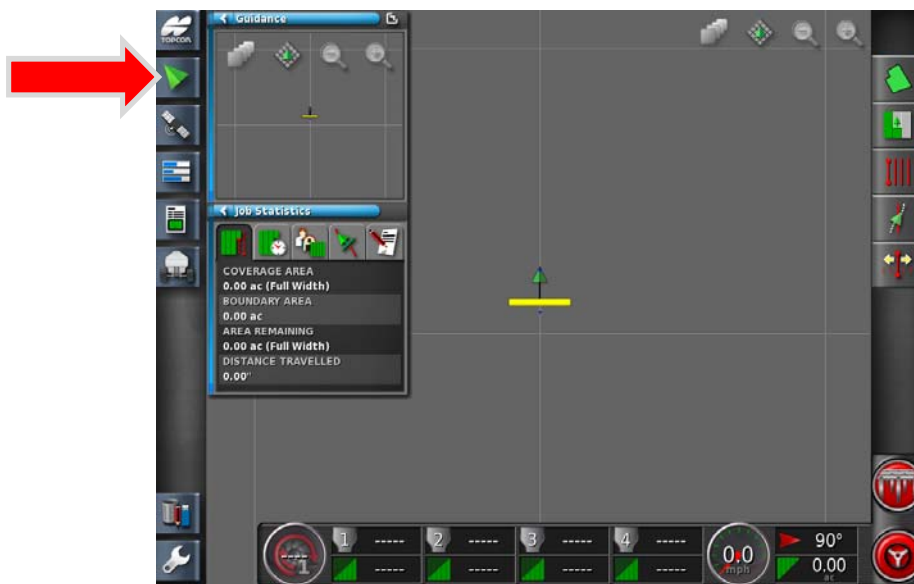 TOPCON
Guidance
Job Statistics
COVERAGE AREA
0.00 ac (Full Width)
BOUNDARY AREA
0.00 ac
AREA REMAINING
0.00 ac (Full Width)
DISTANCE TRAVELLED
0.00"
1 ----- 2 ----- 3 ----- 4 ----- 90°
---- 1 ----- ----- ----- ----- 0.0 mph 0.00 ac